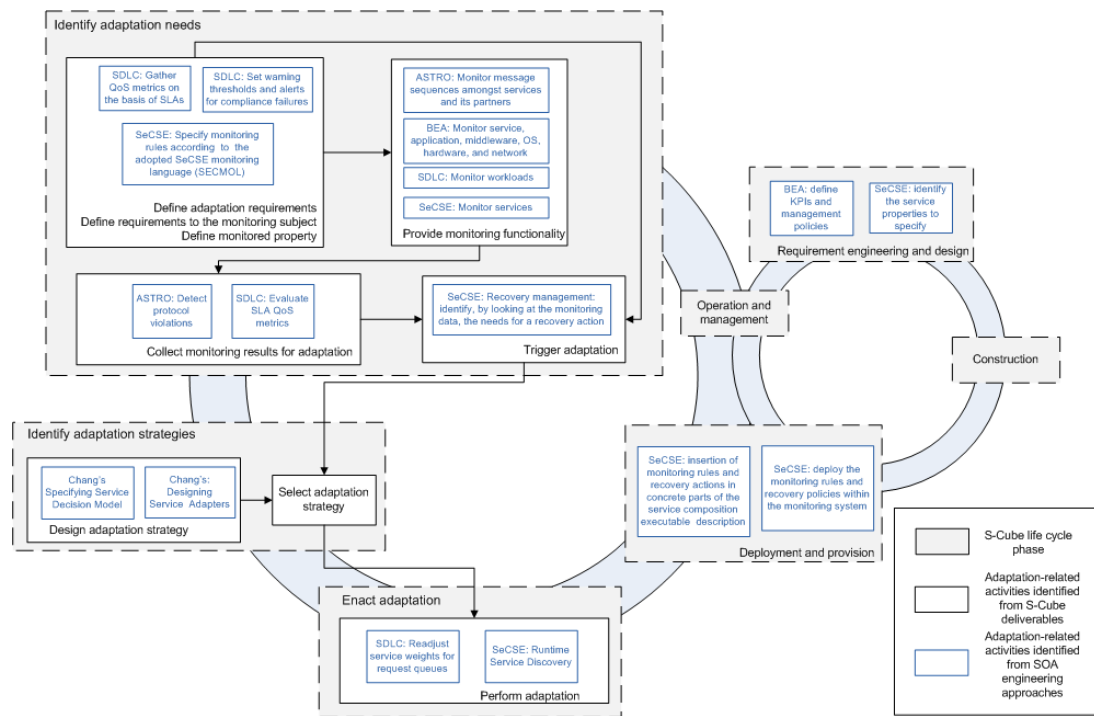 Identify adaptation needs
SDLC: Gather
QoS metrics on
the basis of SLAs
SDLC: Set warning
thresholds and alerts
for compliance failures
SeCSE: Specify monitoring
rules according to the
adopted SeCSE monitoring
language (SECMOL)
Define adaptation requirements
Define requirements to the monitoring subject
Define monitored property
ASTRO: Monitor message
sequences amongst services
and its partners
BEA: Monitor service,
application, middleware, OS,
hardware, and network
SDLC: Monitor workloads
SeCSE: Monitor services
Provide monitoring functionality
ASTRO: Detect
protocol
violations
SDLC: Evaluate
SLA QoS
metrics
Collect monitoring results for adaptation
SeCSE: Recovery management:
identify, by looking at the monitoring
data, the needs for a recovery action
Trigger adaptation
BEA: define
KPIs and
management
policies
SeCSE: identify
the service
properties to
specify
Requirement engineering and design
Operation and
management
Construction
Identify adaptation strategies
Chang's
Specifying Service
Decision Model
Chang's:
Designing
Service Adapters
Design adaptation strategy
Select adaptation
strategy
SeCSE: insertion of
monitoring rules and
recovery actions in
concrete parts of the
service composition
executable description
SeCSE: deploy the
monitoring rules and
recovery policies within
the monitoring system
Deployment and provision
Enact adaptation
SDLC: Readjust
service weights for
request queues
SeCSE: Runtime
Service Discovery
Perform adaptation
S-Cube life cycle
phase
Adaptation-related
activities identified
from S-Cube
deliverables
Adaptation-related
activities identified
from SOA
engineering
approaches